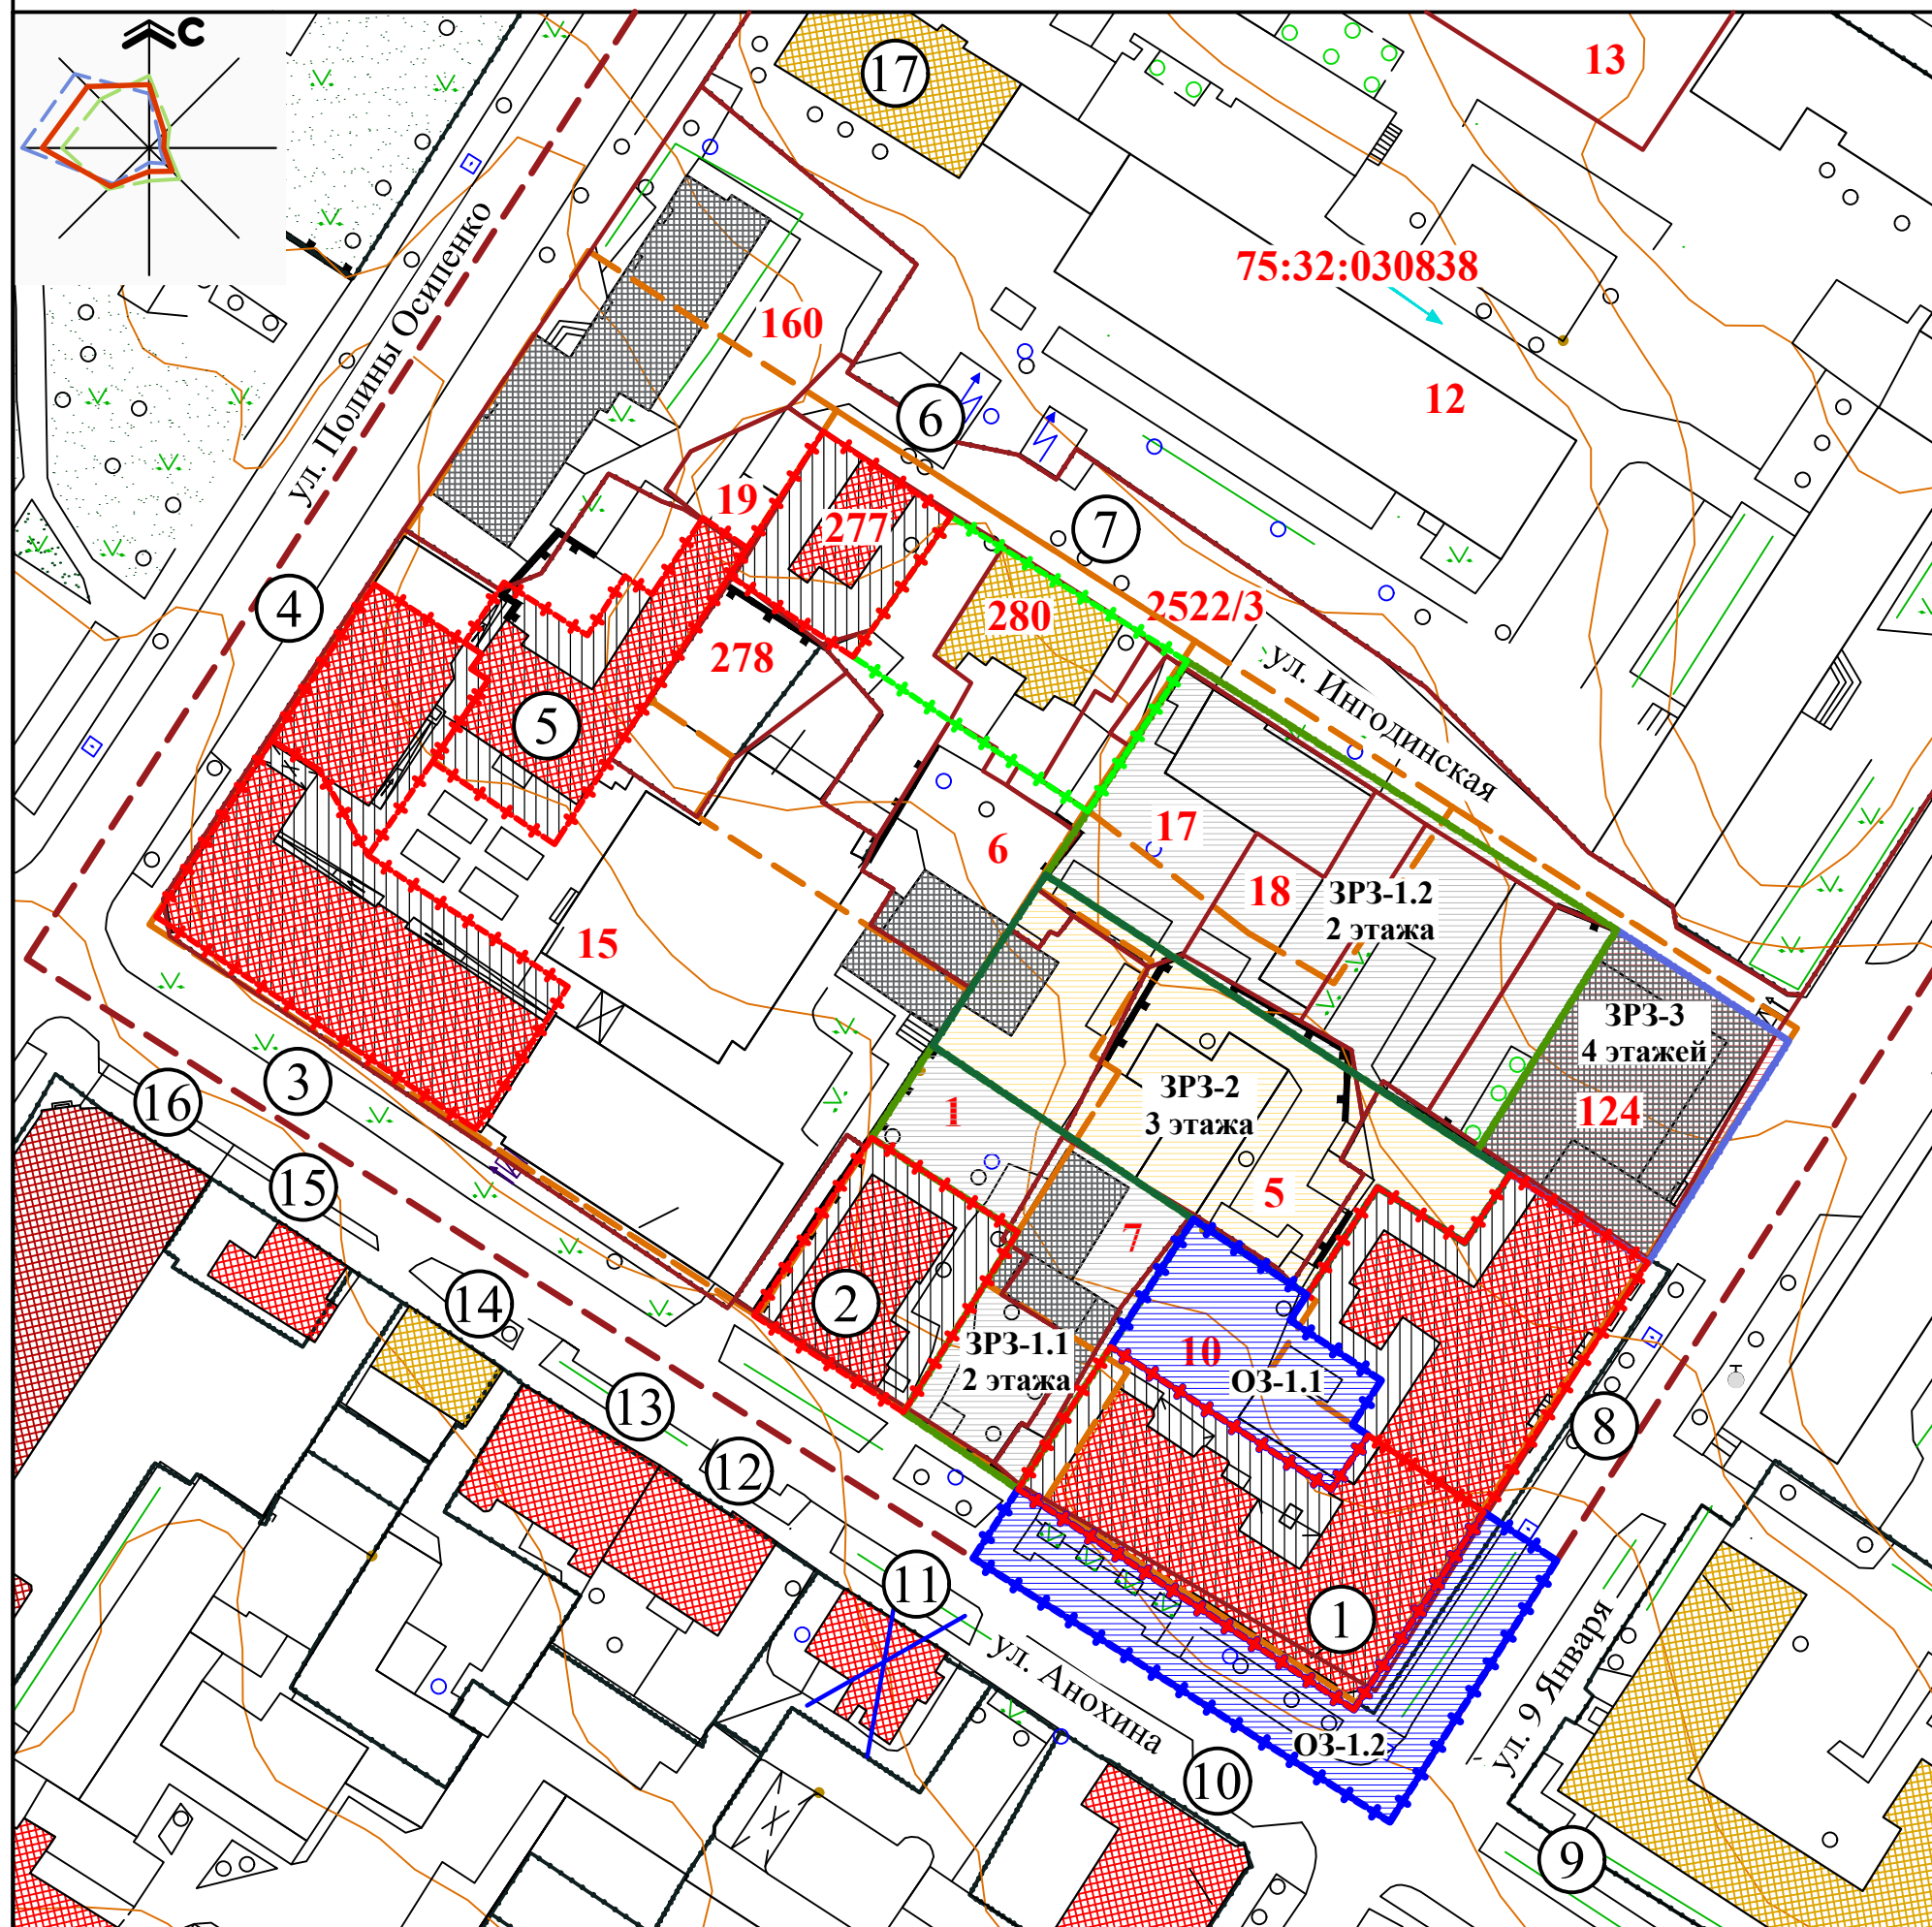 С
17
13
75:32:030838
160
12
6
ул. Полины Осипенко
19
277
7
4
280
2522/3
278
ул. Ингодинская
5
17
6
18
ЗРЗ-1.2
2 этажа
15
ЗРЗ-3
4 этажей
124
3
16
1
ЗРЗ-2
3 этажа
15
5
7
14
2
ЗРЗ-1.1
2 этажа
10
ОЗ-1.1
13
8
12
11
1
ул. Анохина
ул. 9 Января
ОЗ-1.2
10
9